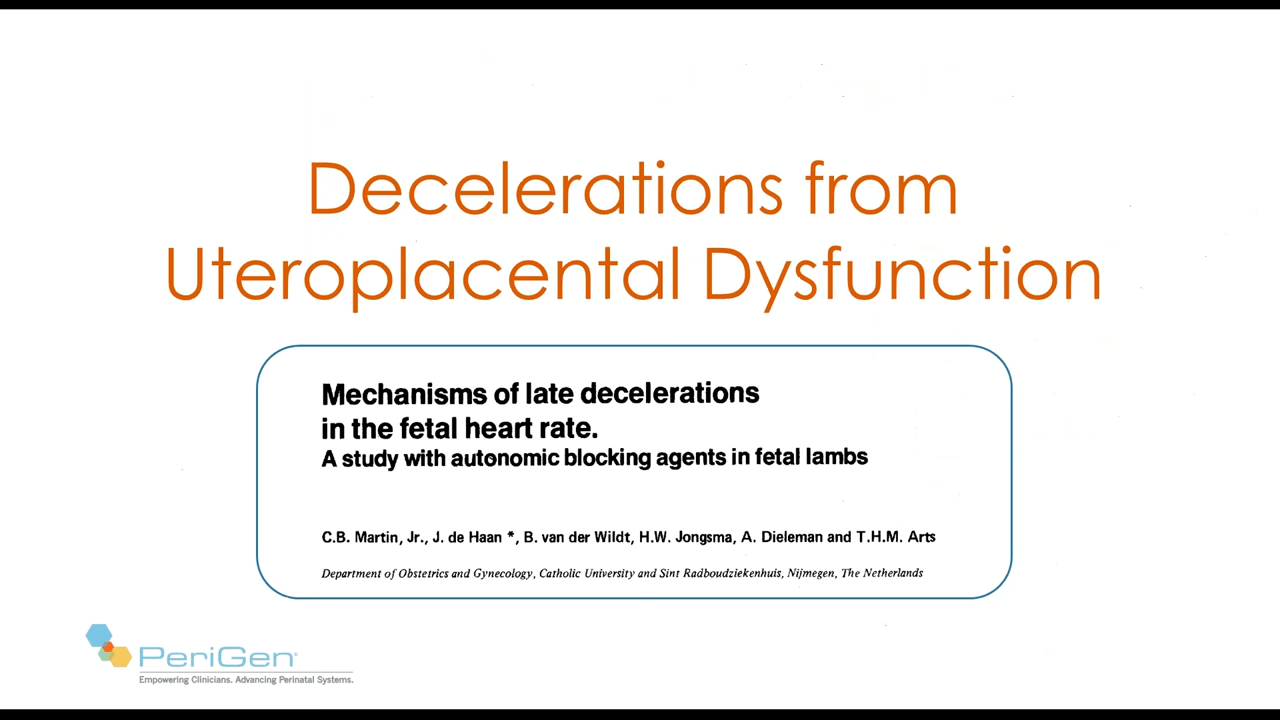 Decelerations from
Uteroplacental Dysfunction
Mechanisms of late decelerations
in the fetal heart rate.
A study with autonomic blocking agents in fetal lambs
C.B. Martin, Jr., J. de Haan *, B. van der Wildt, H.W. Jongsma, A. Dieleman and T.H.M. Arts
Department of Obstetrics and Gynecology, Catholic University and Sint Radboudziekenhuis, Nijmegen, The Netherlands
PeriGen
Empowering Clinicians. Advancing Perinatal Systems.